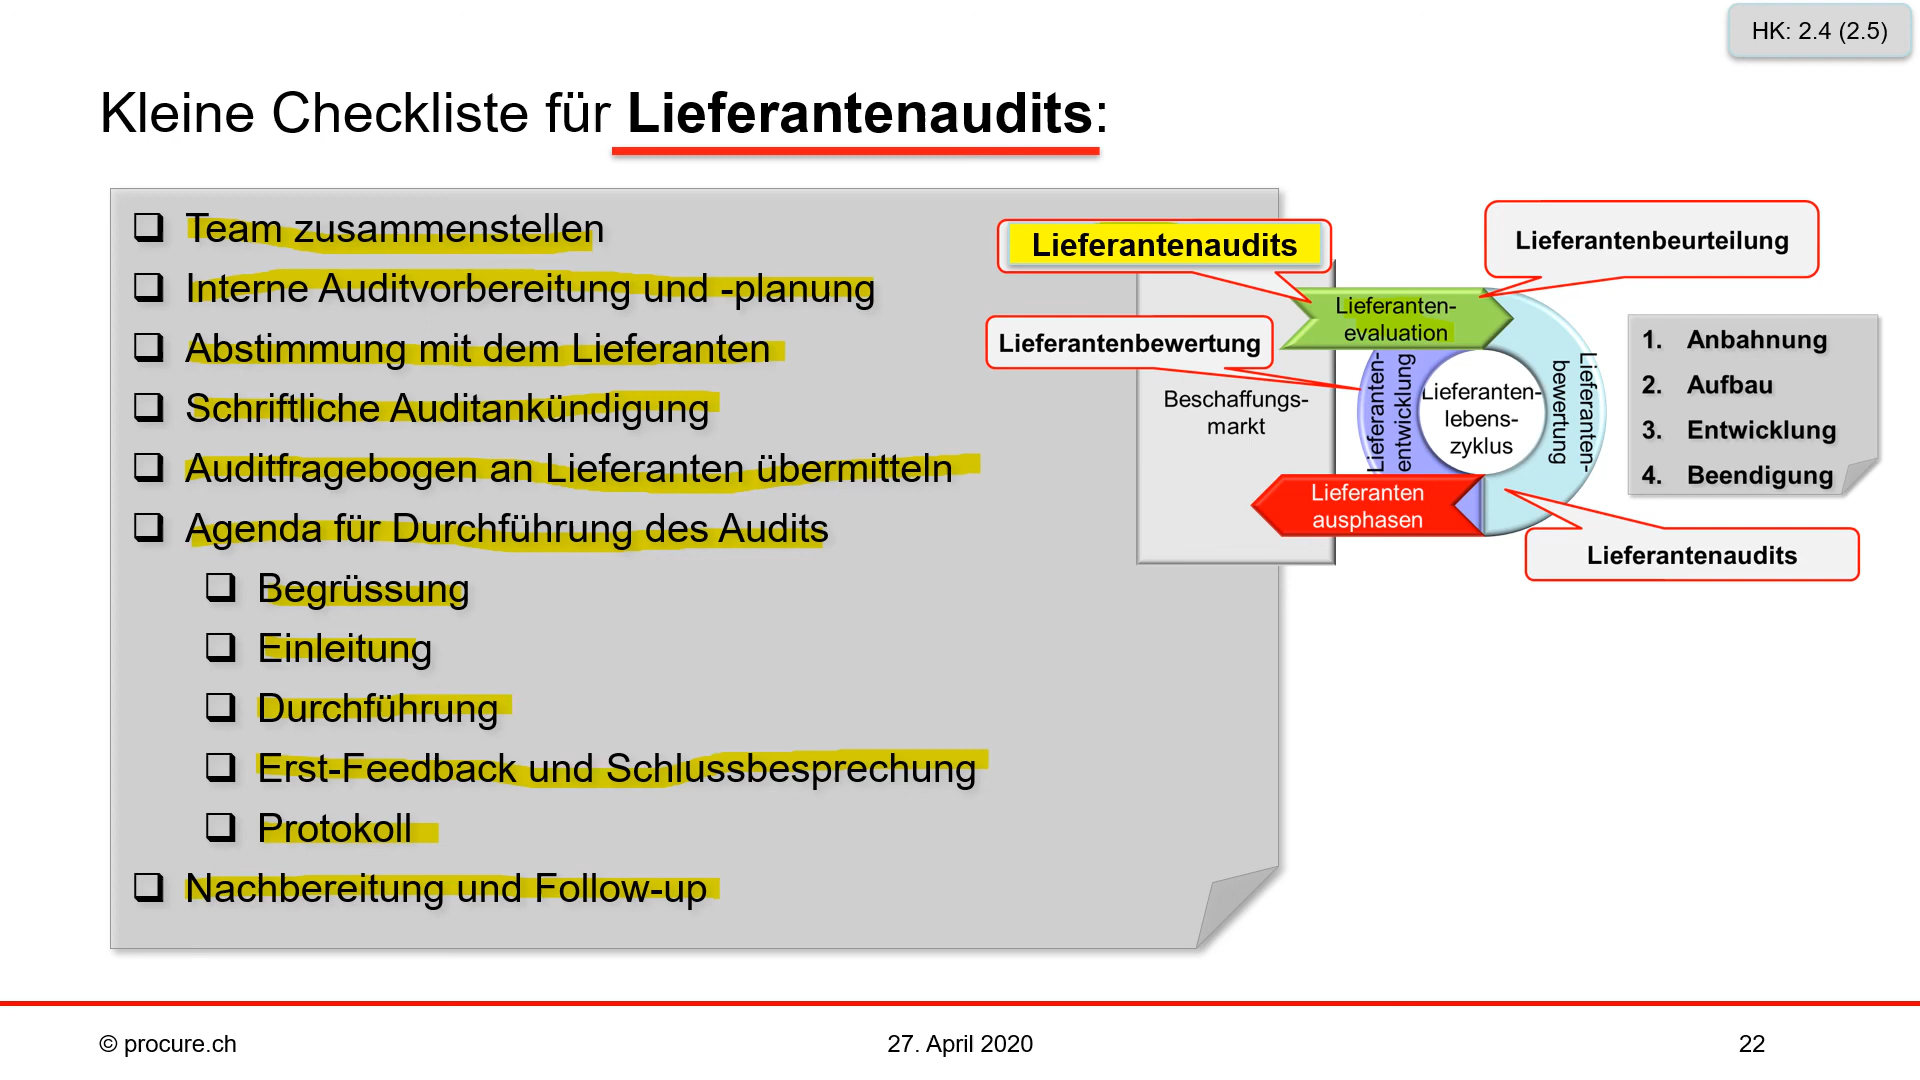 HK: 2.4 (2.5)
Kleine Checkliste für Lieferantenaudits:
❑ Team zusammenstellen
❑ Interne Auditvorbereitung und -planung
❑ Abstimmung mit dem Lieferanten
❑ Schriftliche Auditankündigung
❑ Auditfragebogen an Lieferanten übermitteln
❑ Agenda für Durchführung des Audits
❑ Begrüssung
❑ Einleitung
❑ Durchführung
❑ Erst-Feedback und Schlussbesprechung
❑ Protokoll
❑ Nachbereitung und Follow-up
Lieferantenaudits
Lieferantenbeurteilung
Lieferantenbewertung
Lieferanten-
evaluation
Beschaffungs-
markt
Lieferanten-
entwicklung
Lieferanten-
lebens-
zyklus
Lieferanten-
bewertung
Lieferanten
ausphasen
Lieferantenaudits
1. Anbahnung
2. Aufbau
3. Entwicklung
4. Beendigung
© procure.ch
27. April 2020
22